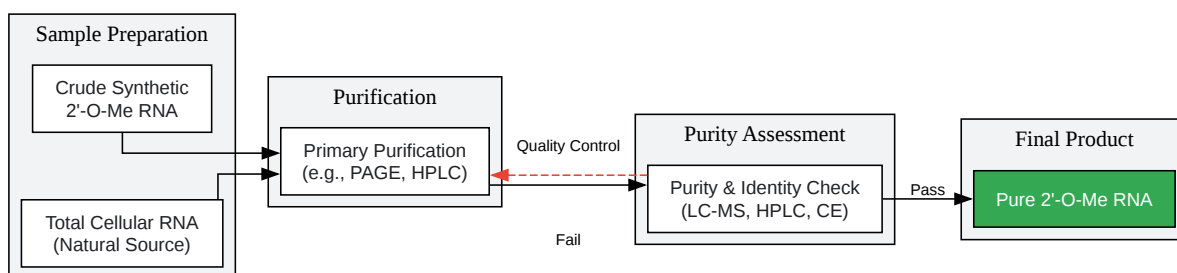 Sample Preparation
Crude Synthetic
2'-O-Me RNA
Total Cellular RNA
(Natural Source)
Purification
Primary Purification
(e.g., PAGE, HPLC)
Quality Control
Fail
Purity Assessment
Purity & Identity Check
(LC-MS, HPLC, CE)
Pass
Final Product
Pure 2'-O-Me RNA